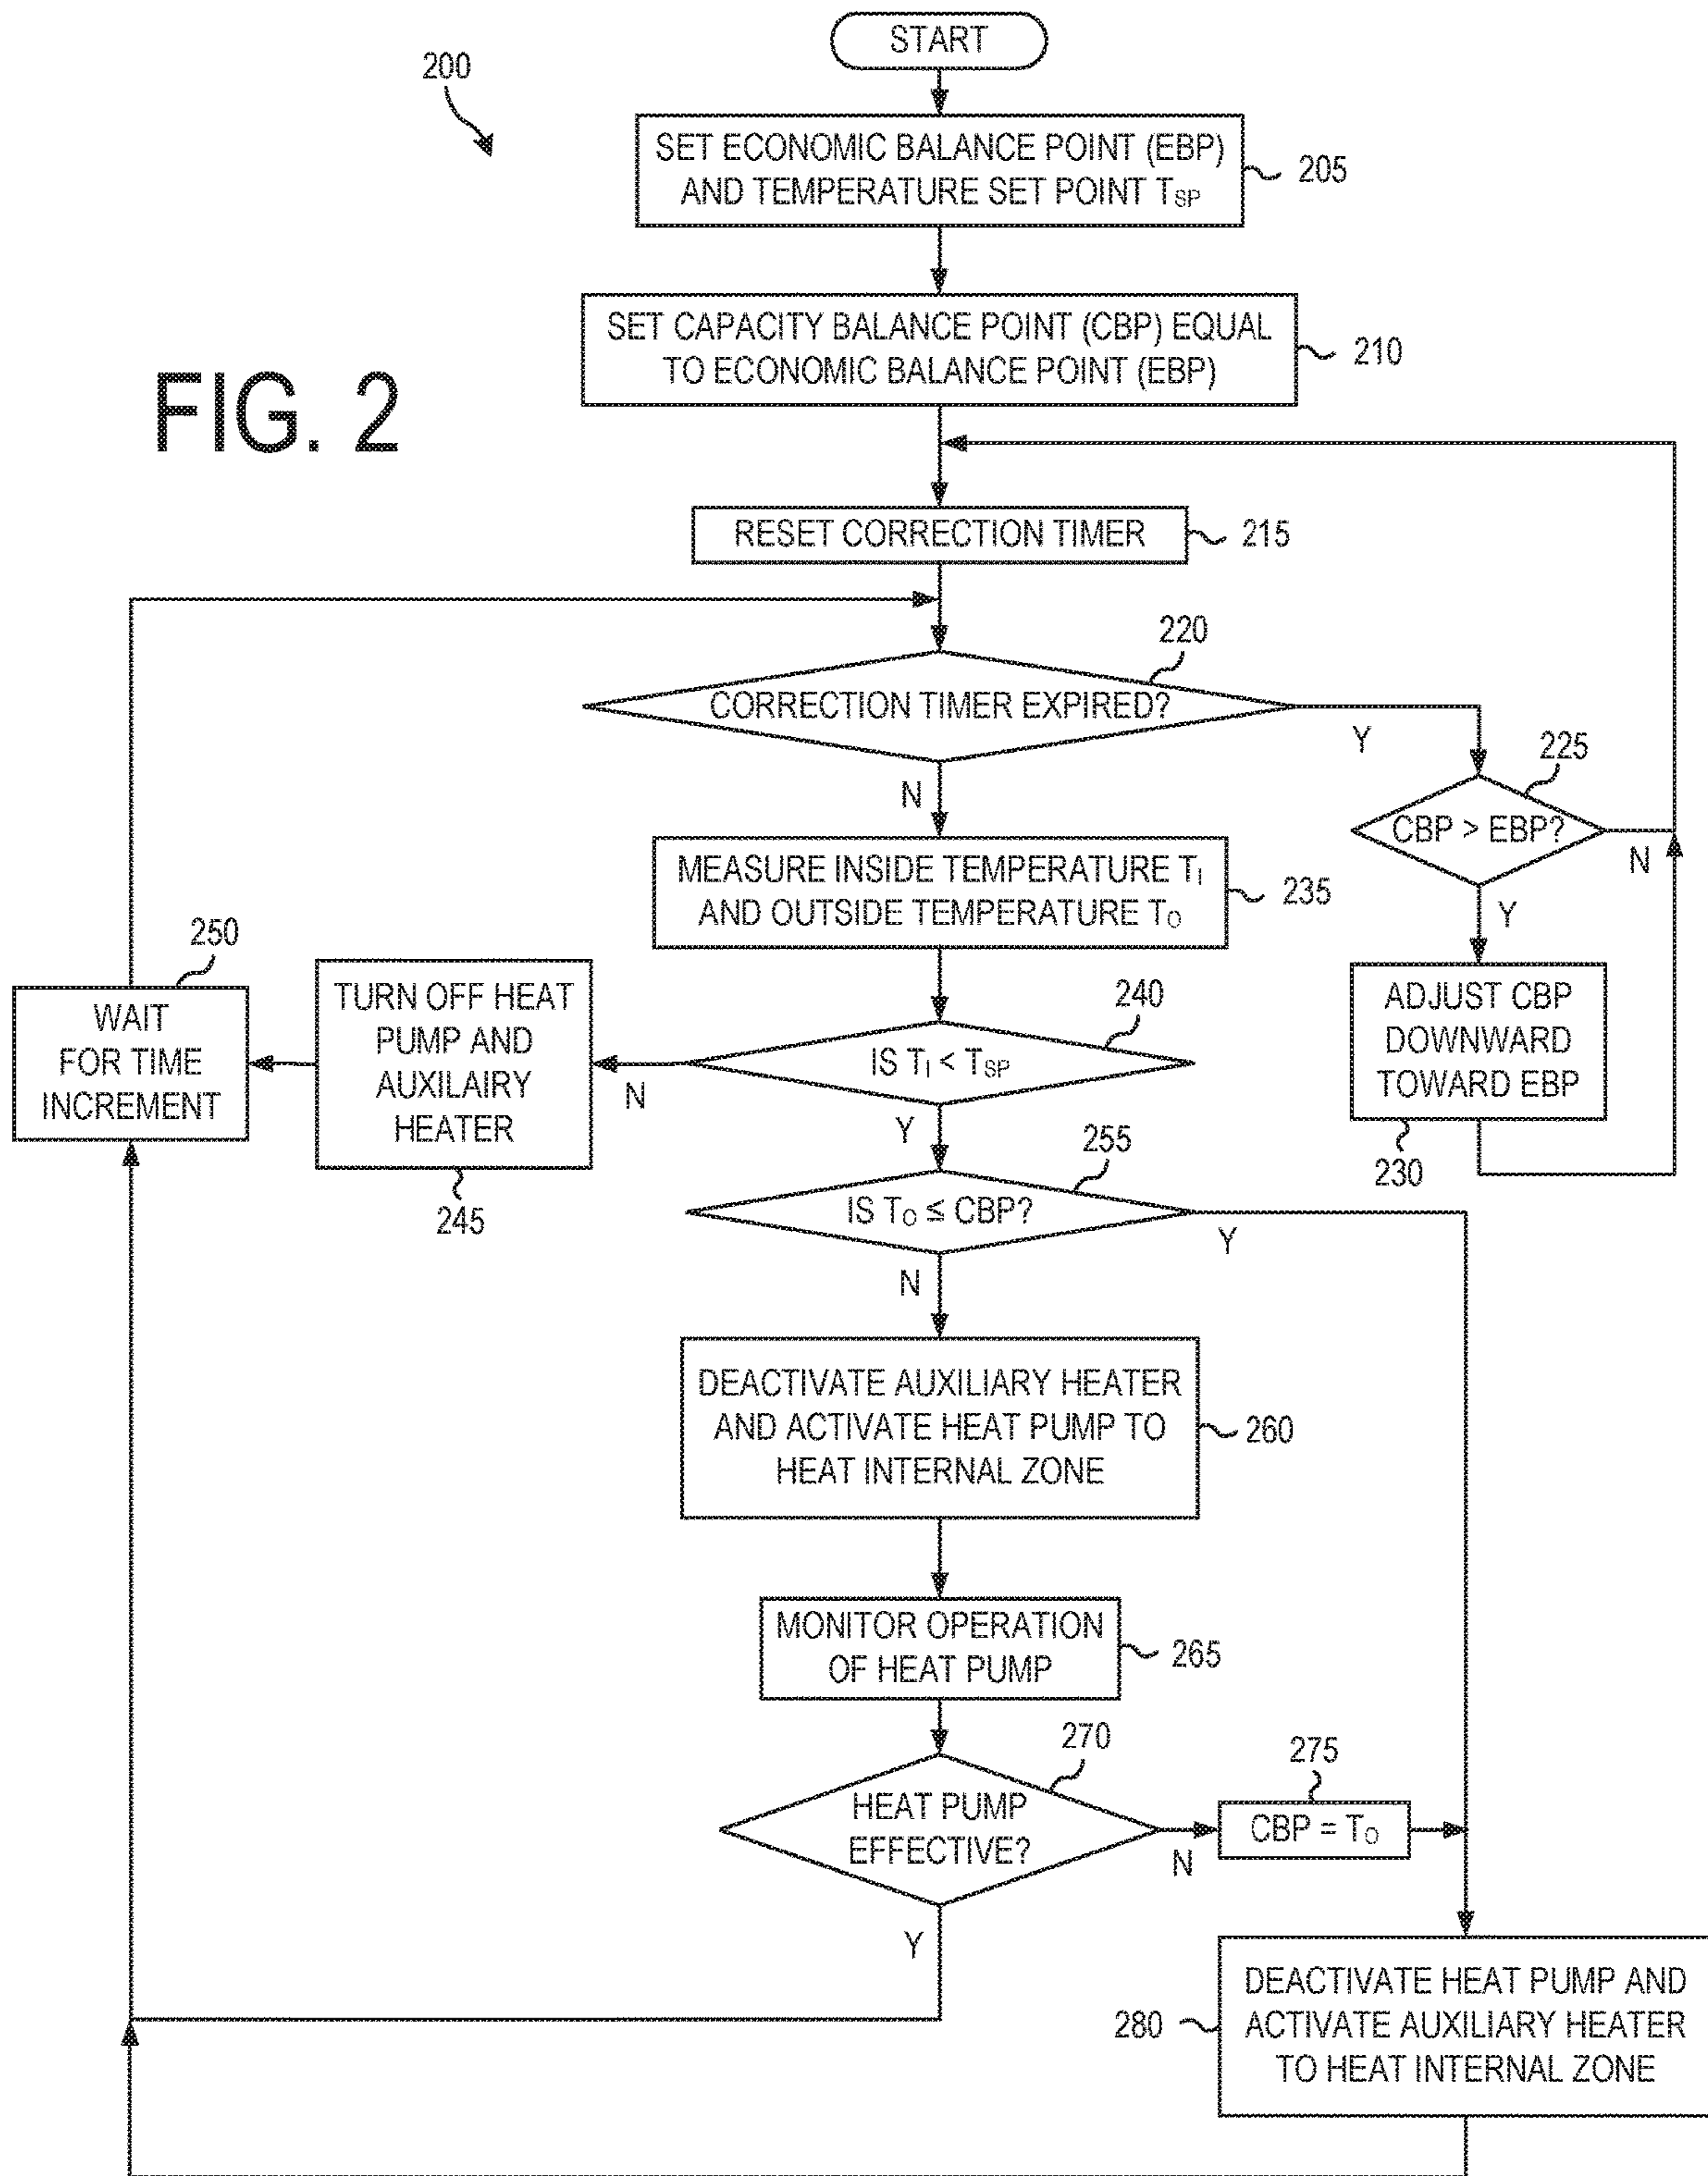 START
200
SET ECONOMIC BALANCE POINT (EBP)
AND TEMPERATURE SET POINT TSP
205
SET CAPACITY BALANCE POINT (CBP) EQUAL
TO ECONOMIC BALANCE POINT (EBP)
210
FIG. 2
RESET CORRECTION TIMER
215
220
CORRECTION TIMER EXPIRED?
Y
N
225
CBP > EBP?
N
Y
MEASURE INSIDE TEMPERATURE TI
AND OUTSIDE TEMPERATURE TO
235
250
WAIT
FOR TIME
INCREMENT
TURN OFF HEAT
PUMP AND
AUXILAIRY
HEATER
245
240
IS TI < TSP
N
Y
ADJUST CBP
DOWNWARD
TOWARD EBP
230
255
IS TO ≤ CBP?
Y
N
DEACTIVATE AUXILIARY HEATER
AND ACTIVATE HEAT PUMP TO
HEAT INTERNAL ZONE
260
MONITOR OPERATION
OF HEAT PUMP
265
270
HEAT PUMP
EFFECTIVE?
N
Y
275
CBP = TO
280
DEACTIVATE HEAT PUMP AND
ACTIVATE AUXILIARY HEATER
TO HEAT INTERNAL ZONE